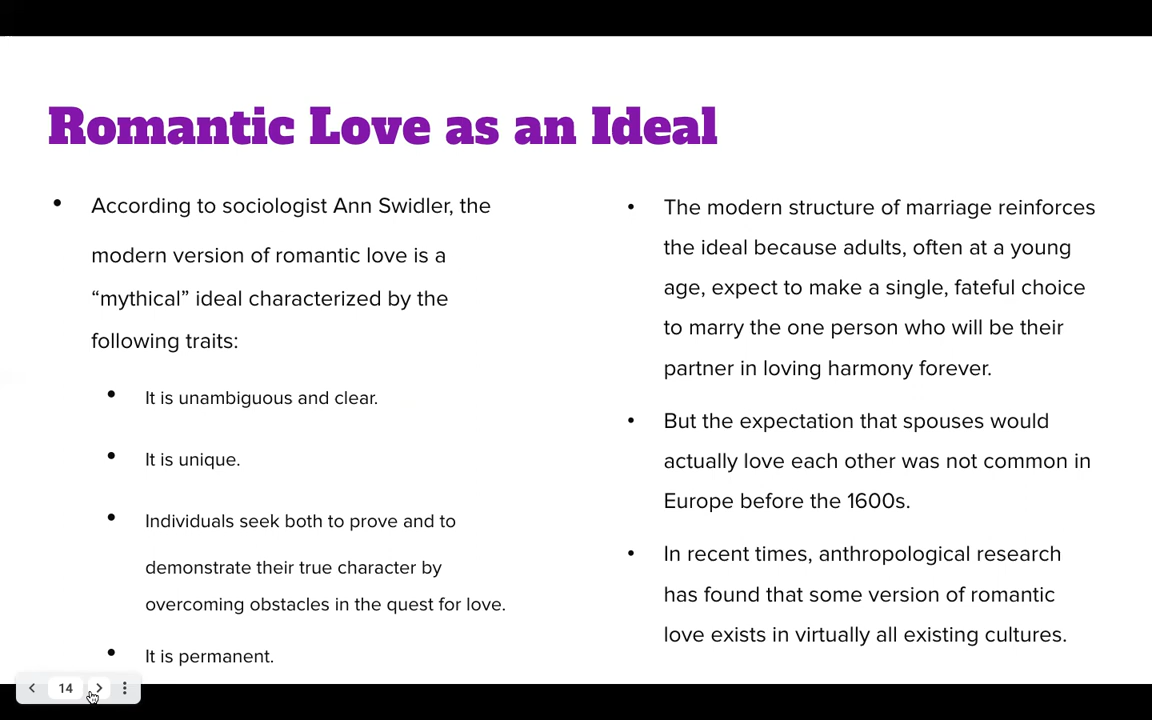 Romantic Love as an Ideal
• According to sociologist Ann Swidler, the
modern version of romantic love is a
“mythical” ideal characterized by the
following traits:
• It is unambiguous and clear.
• It is unique.
• Individuals seek both to prove and to
demonstrate their true character by
overcoming obstacles in the quest for love.
• It is permanent.
• The modern structure of marriage reinforces
the ideal because adults, often at a young
age, expect to make a single, fateful choice
to marry the one person who will be their
partner in loving harmony forever.
• But the expectation that spouses would
actually love each other was not common in
Europe before the 1600s.
• In recent times, anthropological research
has found that some version of romantic
love exists in virtually all existing cultures.
14